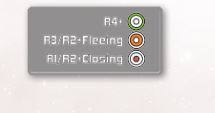 R4+
R3/R2+Fleeing
R1/R2+Closing